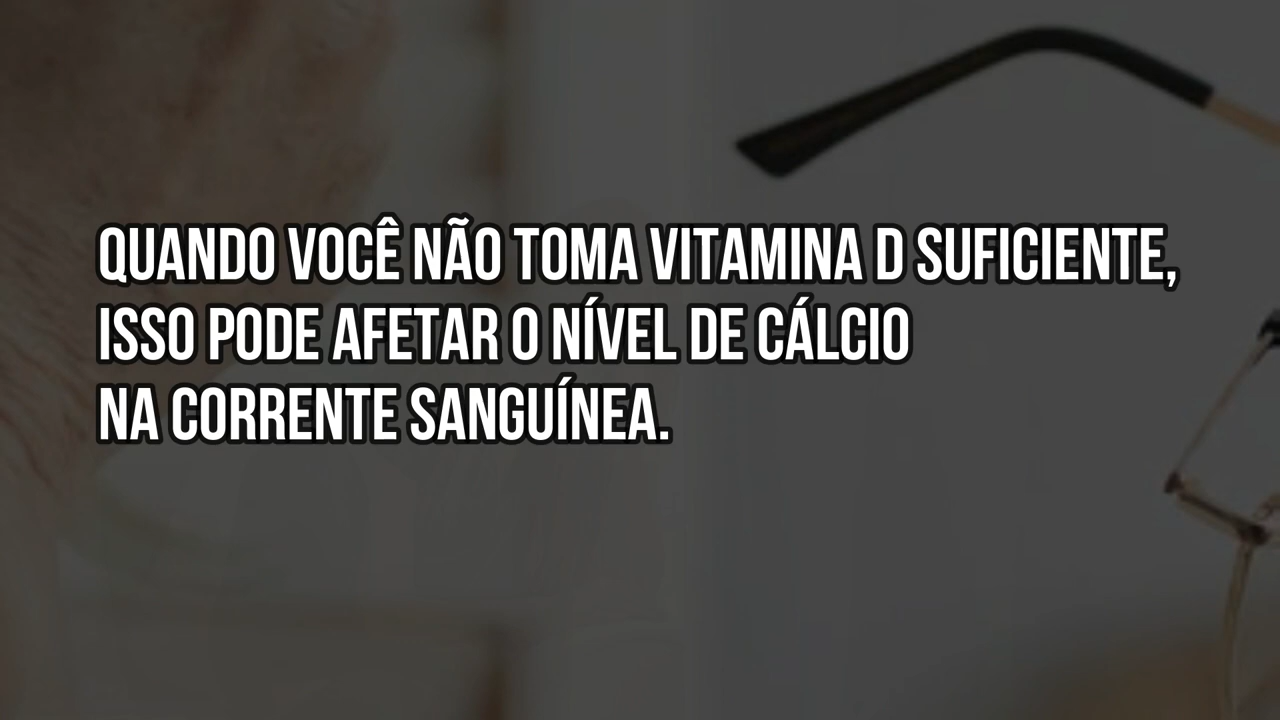 QUANDO VOCÊ NÃO TOMA VITAMINA D SUFICIENTE,
ISSO PODE AFETAR O NÍVEL DE CÁLCIO
NA CORRENTE SANGUÍNEA.